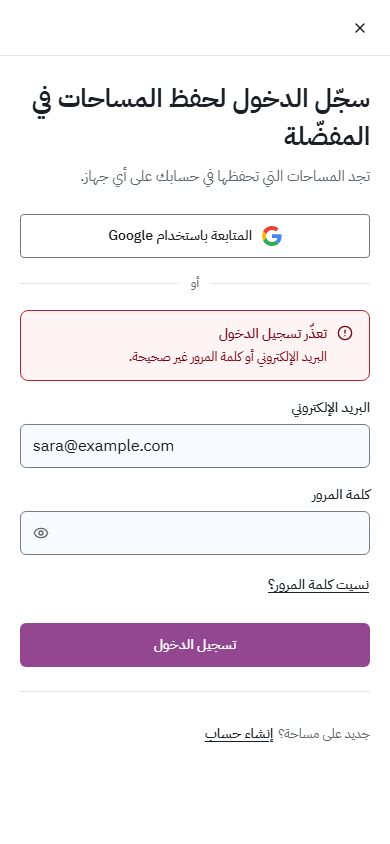 سجّل الدخول لحفظ المساحات في
المفضّلة
تجد المساحات التي تحفظها في حسابك على أي جهاز.
المتابعة باستخدام Google
أو
تعذّر تسجيل الدخول
البريد الإلكتروني أو كلمة المرور غير صحيحة.
البريد الإلكتروني
sara@example.com
كلمة المرور
نسيت كلمة المرور؟
تسجيل الدخول
جديد على مساحة؟ إنشاء حساب